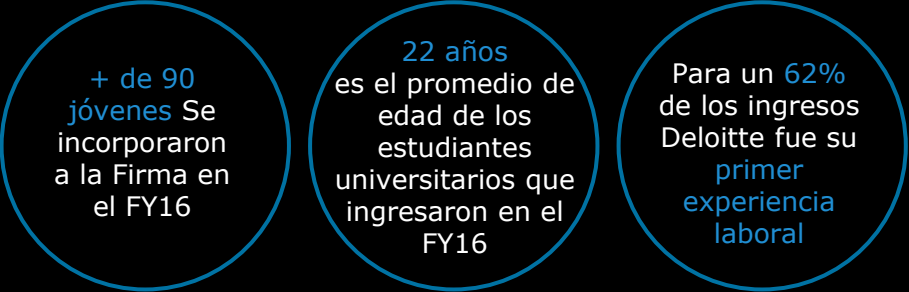 + de 90
jóvenes Se
incorporaron
a la Firma en
el FY16
22 años
es el promedio de
edad de los
estudiantes
universitarios que
ingresaron en el
FY16
Para un 62%
de los ingresos
Deloitte fue su
primer
experiencia
laboral